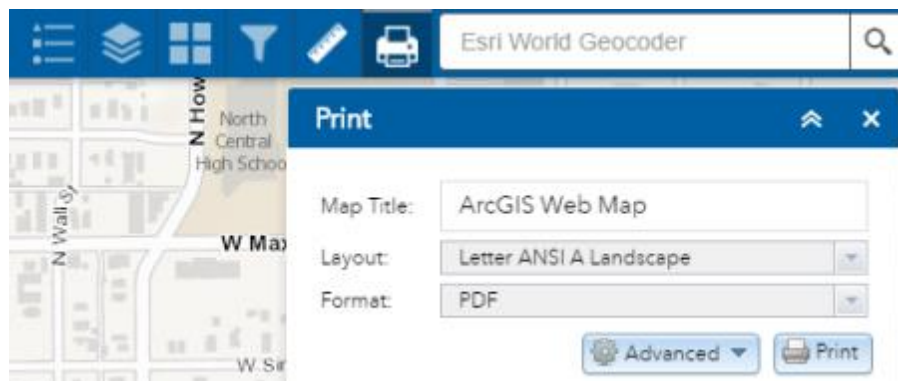 Esri World Geocoder
N How
North
Central
High Schoo
N Wall St
W Max
W Sir
Print
Map Title: ArcGIS Web Map
Layout: Letter ANSI A Landscape
Format: PDF
Advanced
Print